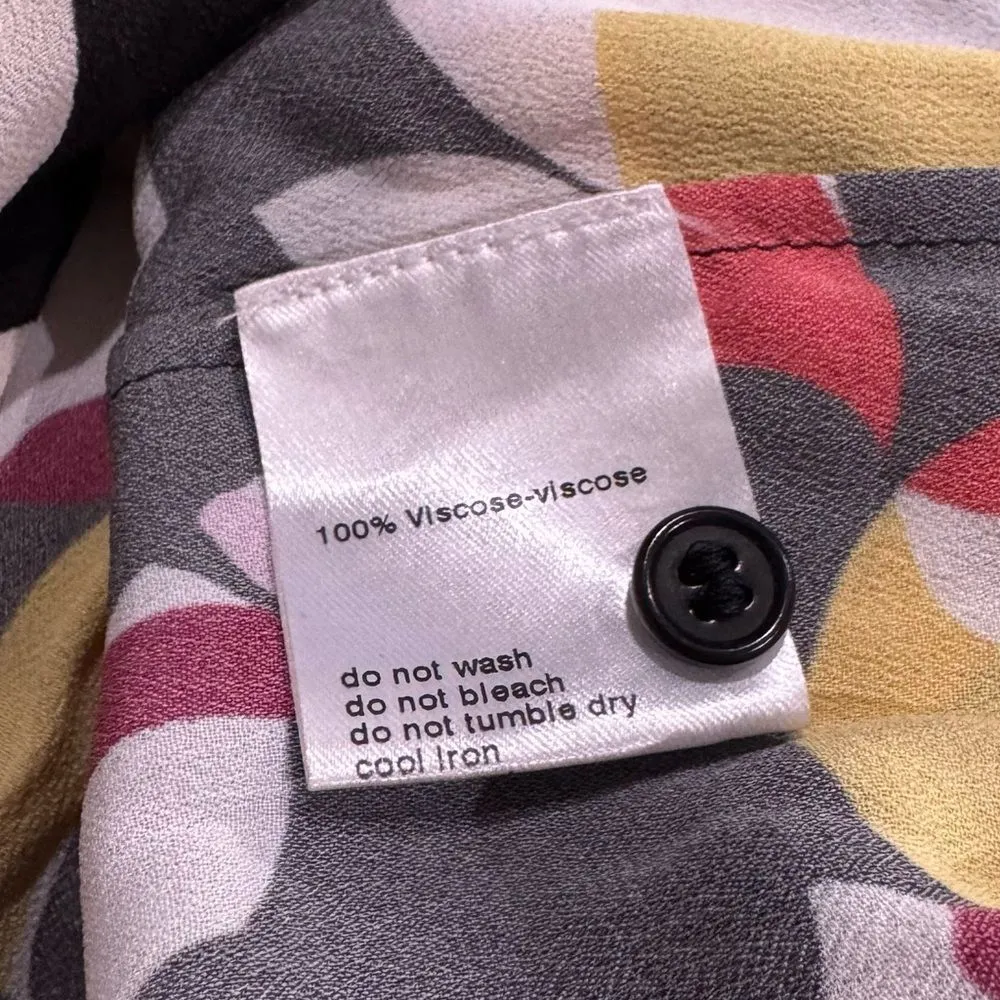 100% Viscose-viscose
do not wash
do not bleach
do not tumble dry
cool Iron